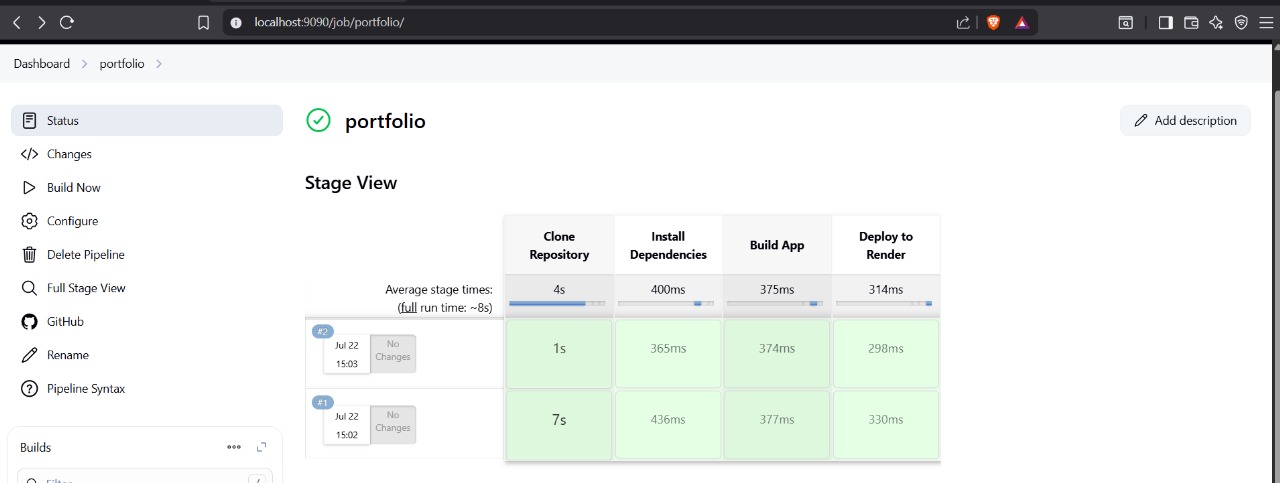 localhost:9090/job/portfolio/
Dashboard
portfolio
Status
Changes
Build Now
Configure
Delete Pipeline
Full Stage View
GitHub
Rename
Pipeline Syntax
Builds
Filter
/
portfolio
Add description
Stage View
Clone
Repository
Install
Dependencies
Build App
Deploy to
Render
Average stage times:
(full run time: ~8s)
4s
400ms
375ms
314ms
#2
Jul 22
15:03
No
Changes
1s
365ms
374ms
298ms
#1
Jul 22
15:02
No
Changes
7s
436ms
377ms
330ms